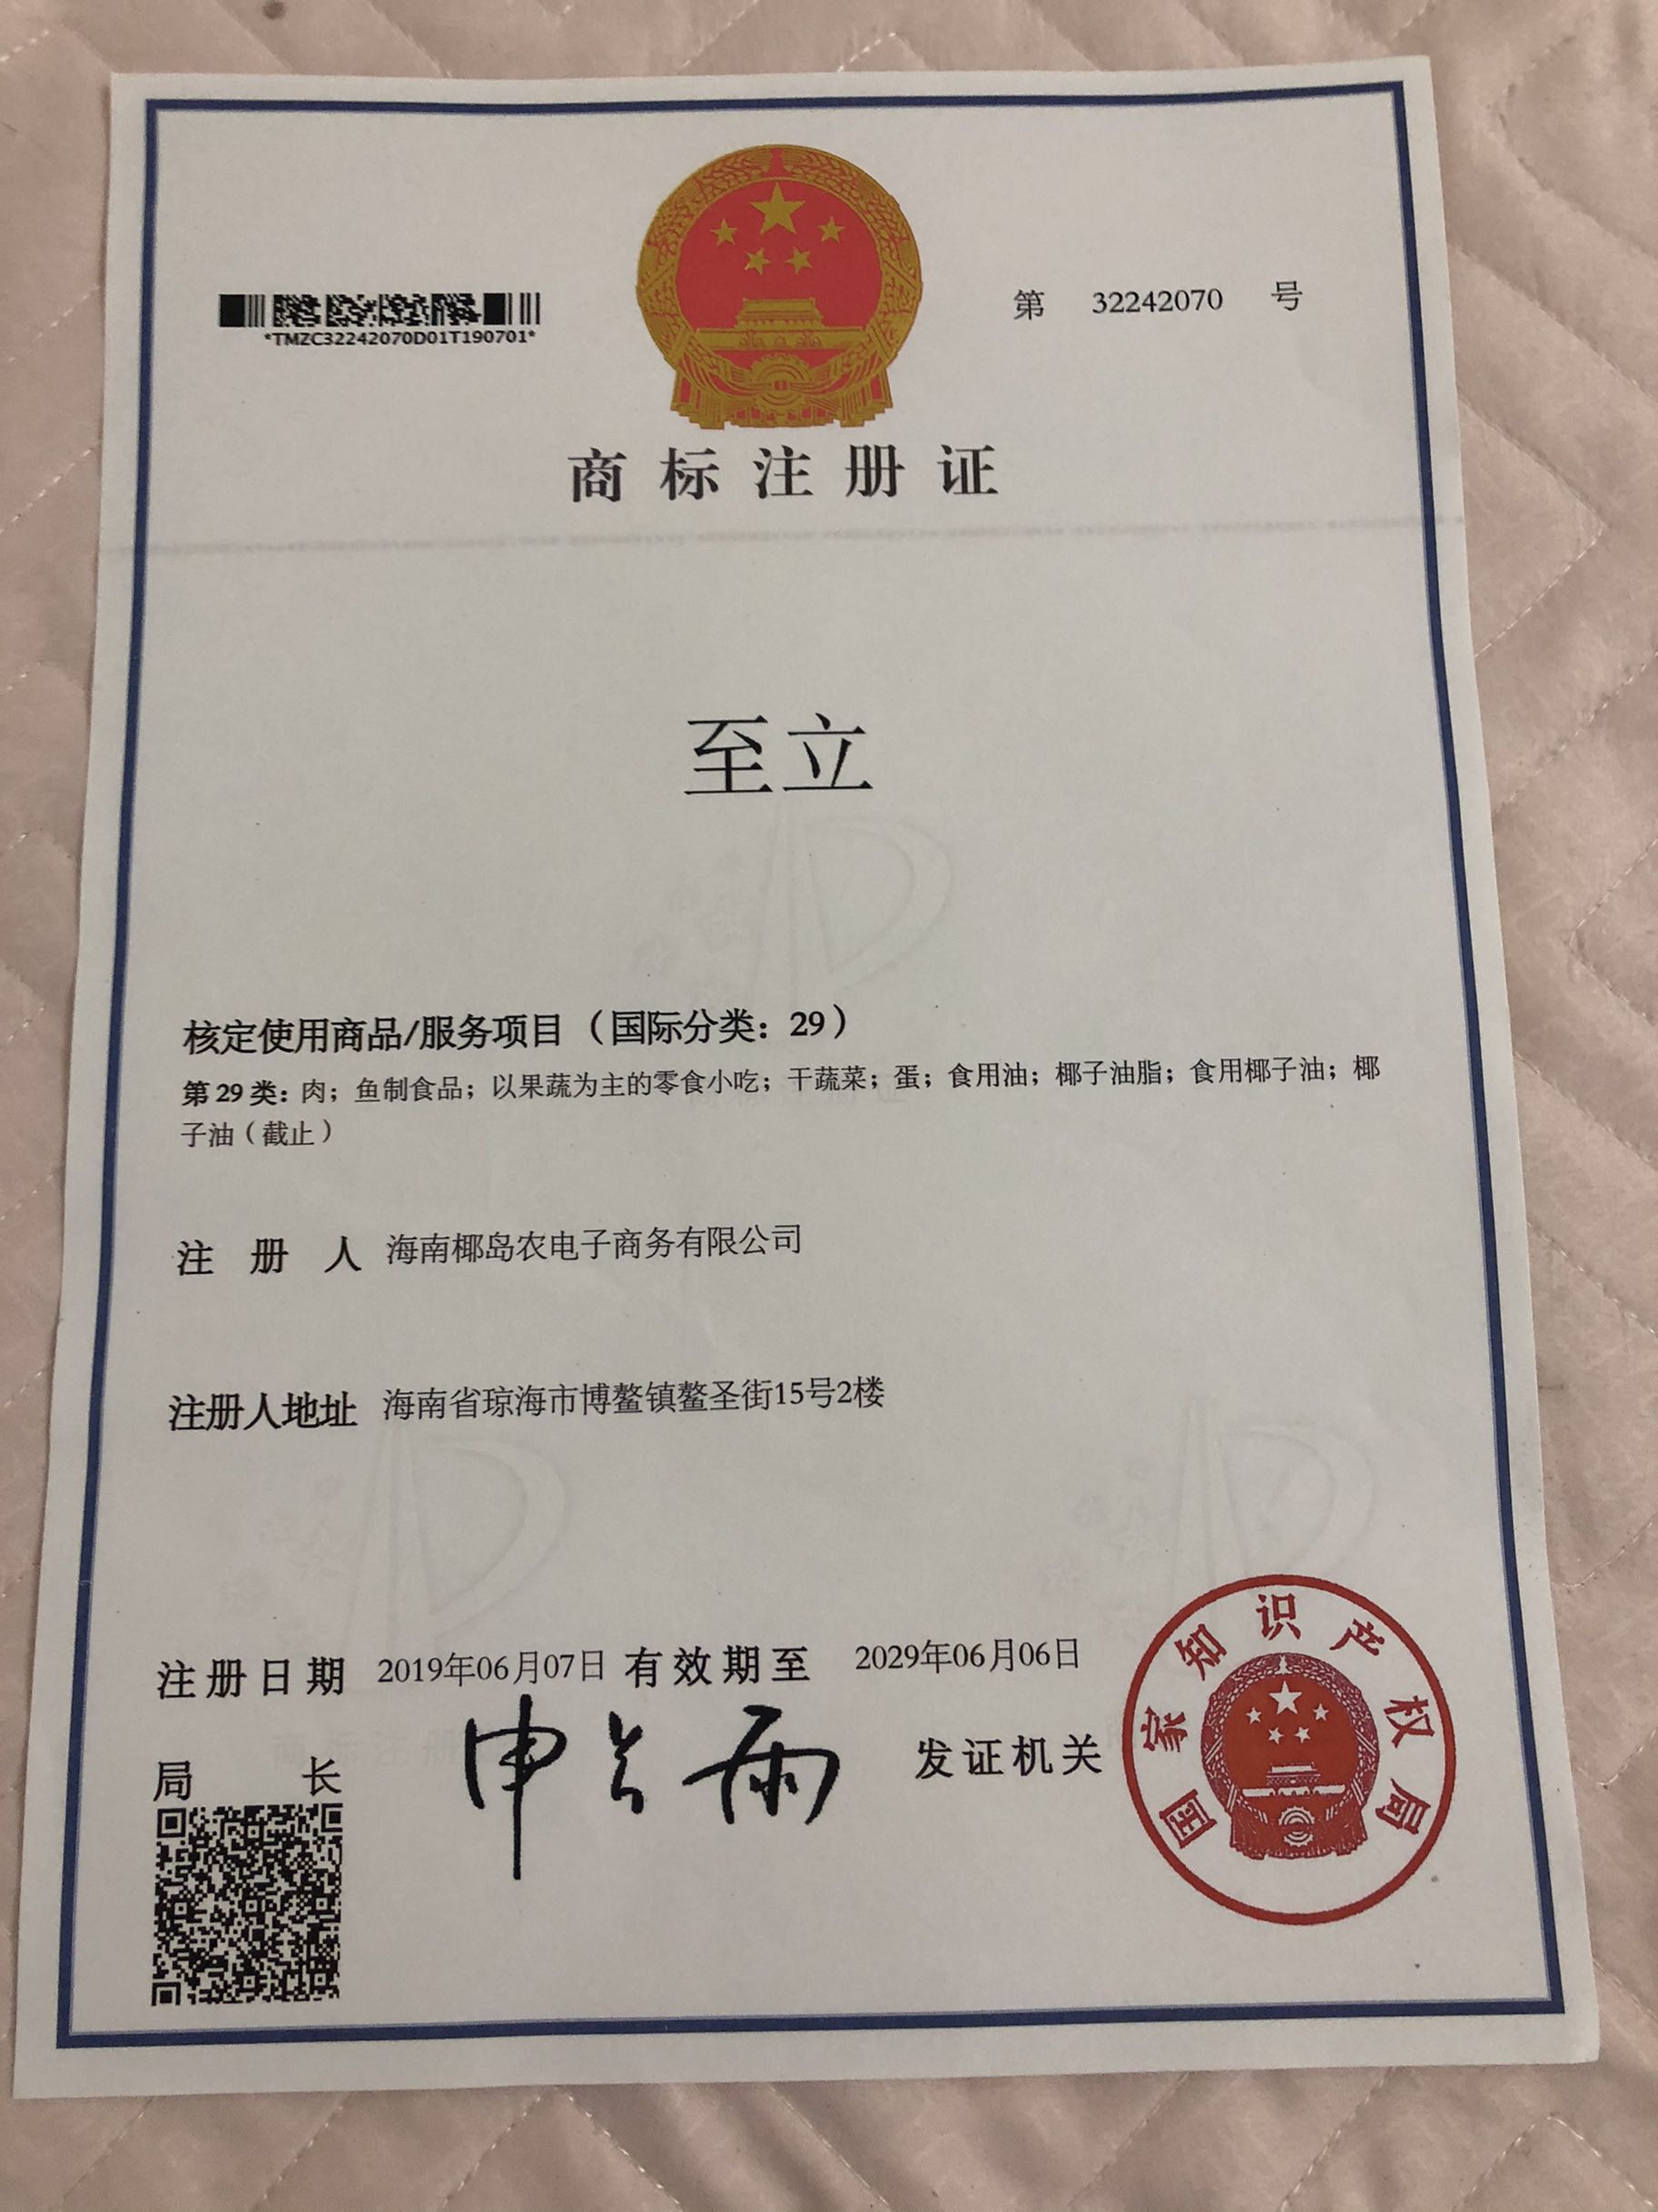 第 32242070 号
*TMZC32242070D01T190701*
商标注册证
至立
核定使用商品/服务项目（国际分类：29）
第 29 类：肉；鱼制食品；以果蔬为主的零食小吃；干蔬菜；蛋；食用油；椰子油脂；食用椰子油；椰
子油（截止）
注册人 海南椰岛农电子商务有限公司
注册人地址 海南省琼海市博鳌镇鳌圣街15号2楼
注册日期 2019年06月07日 有效期至 2029年06月06日
局长 申长雨 发证机关
国家知识产权局